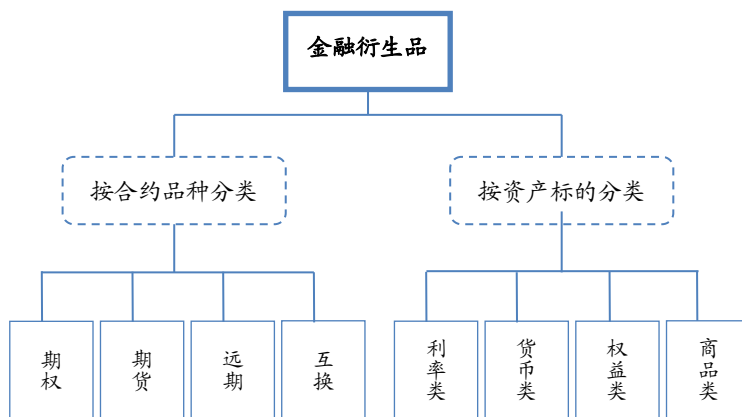 金融衍生品
按合约品种分类
按资产标的分类
期权
期货
远期
互换
利率类
货币类
权益类
商品类